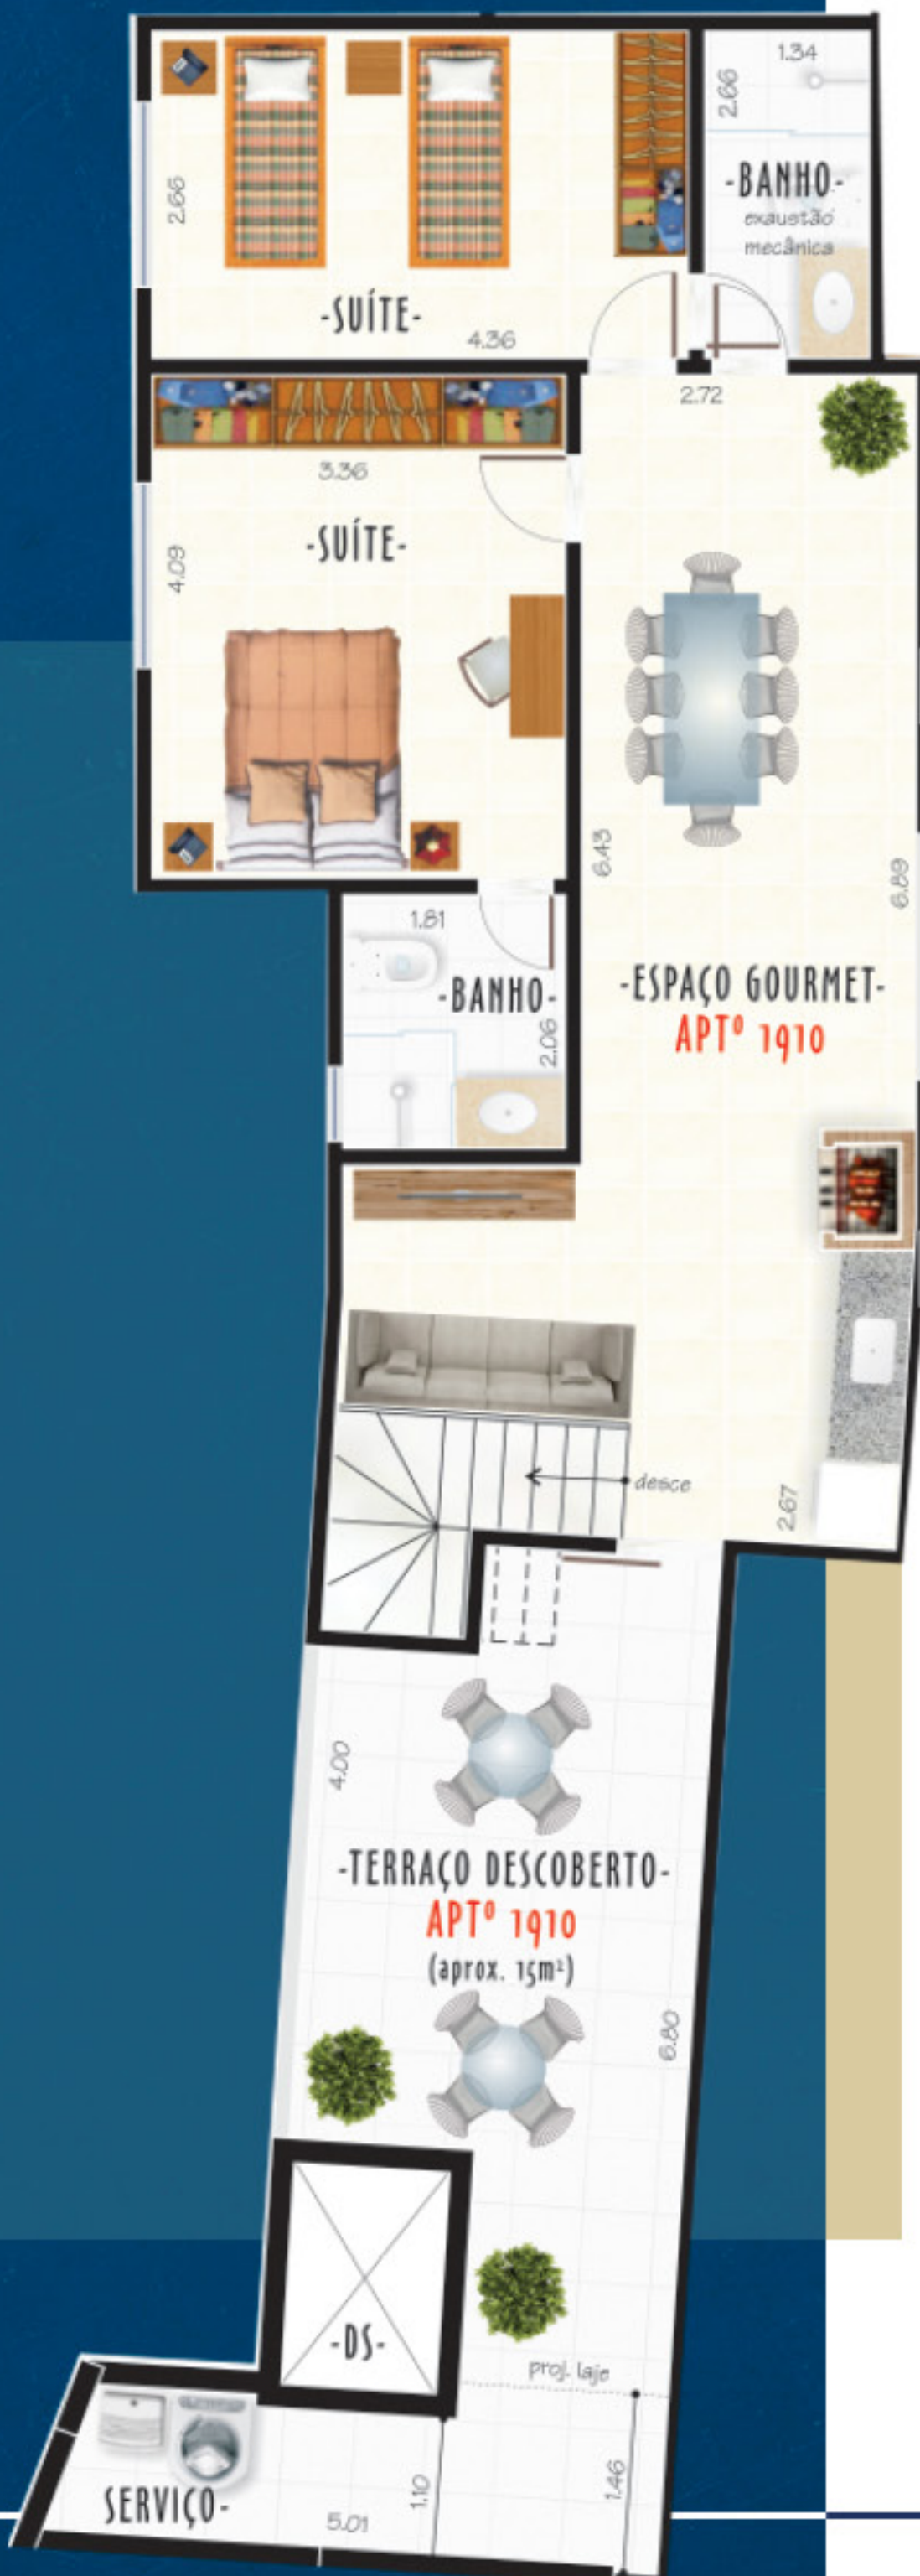 1.34
2.66
-BANHO-
exaustão
mecânica
2.66
-SUÍTE-
4.36
2.72
3.36
-SUÍTE-
4.09
6.43
6.89
1.81
-BANHO-
2.06
-ESPAÇO GOURMET-
APTº 1910
desce
2.67
4.00
-TERRAÇO DESCOBERTO-
APTº 1910
(aprox. 15m²)
6.80
-DS-
proj. laje
SERVIÇO-
5.01
1.10
1.46